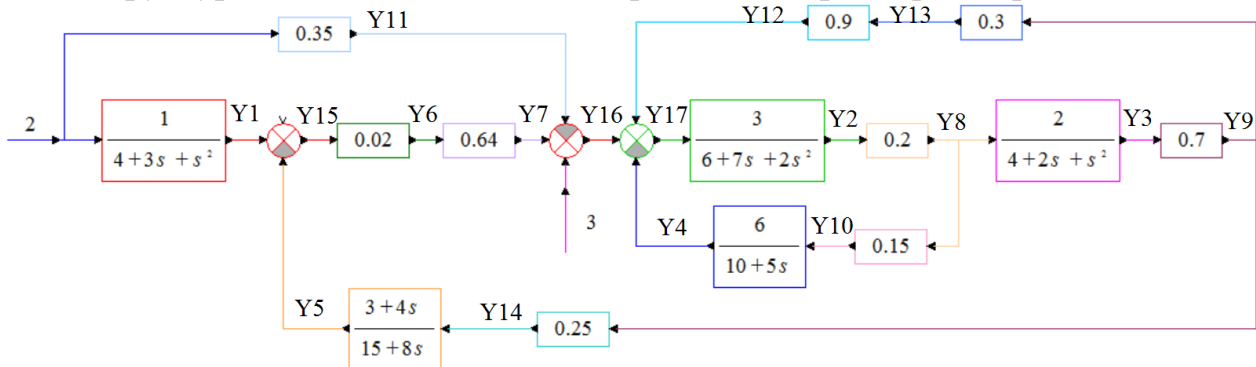 Y11
0.35
Y12
0.9
Y13
0.3
2
1
4+3s +s²
Y1
Y15
0.02
Y6
0.64
Y7
Y16
Y17
3
6+7s +2s²
Y2
0.2
Y8
2
4+2s +s²
Y3
0.7
Y9
3
Y4
6
10+5s
Y10
0.15
Y5
3+4s
15+8s
Y14
0.25